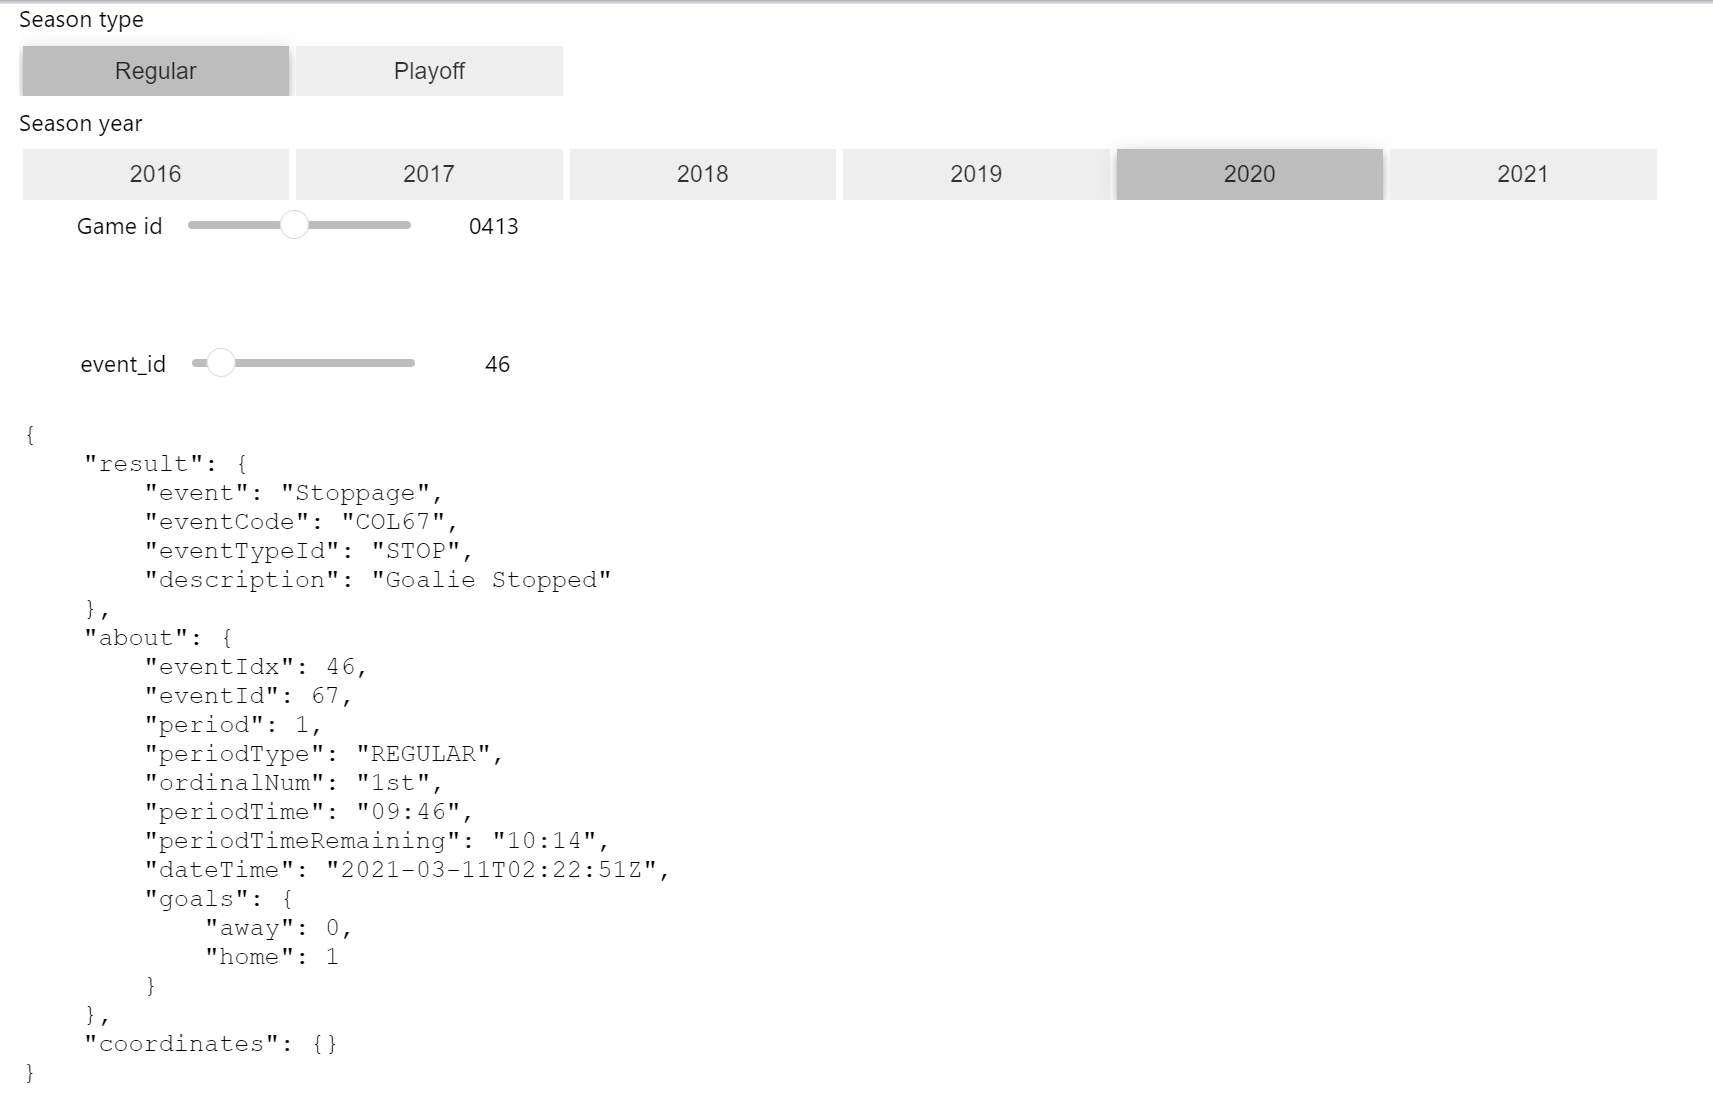 Season type
Regular Playoff
Season year
2016 2017 2018 2019 2020 2021
Game id 0413
event_id 46
{
    "result": {
        "event": "Stoppage",
        "eventCode": "COL67",
        "eventTypeId": "STOP",
        "description": "Goalie Stopped"
    },
    "about": {
        "eventIdx": 46,
        "eventId": 67,
        "period": 1,
        "periodType": "REGULAR",
        "ordinalNum": "1st",
        "periodTime": "09:46",
        "periodTimeRemaining": "10:14",
        "dateTime": "2021-03-11T02:22:51Z",
        "goals": {
            "away": 0,
            "home": 1
        }
    },
    "coordinates": {}
}